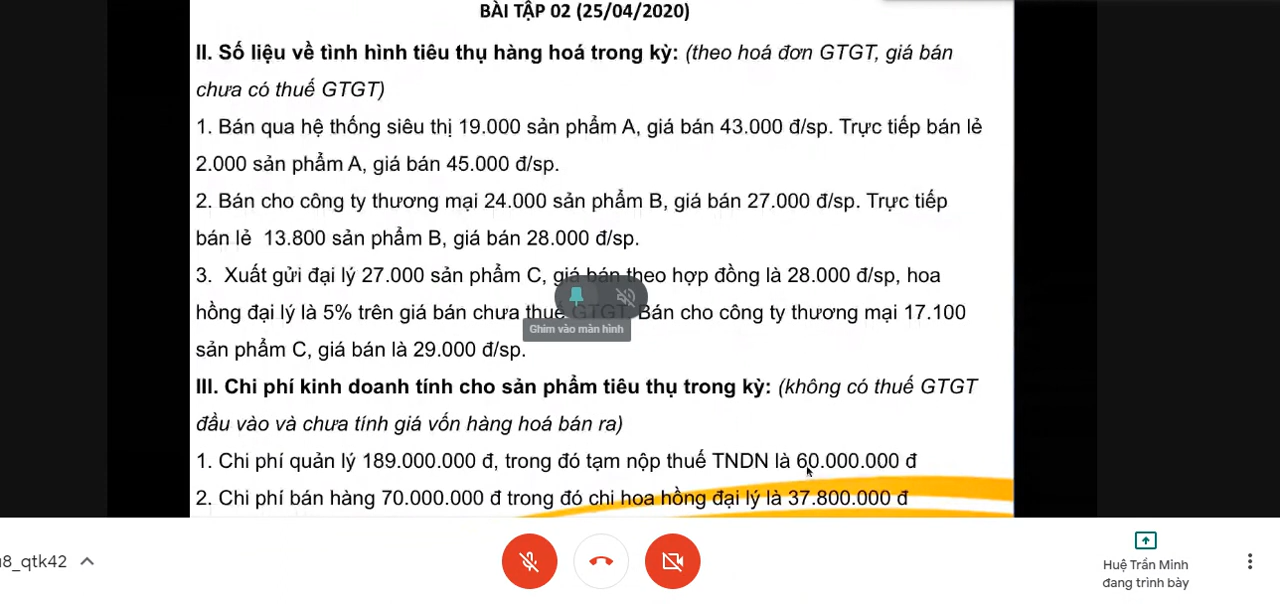 BÀI TẬP 02 (25/04/2020)
II. Số liệu về tình hình tiêu thụ hàng hoá trong kỳ: (theo hoá đơn GTGT, giá bán
chưa có thuế GTGT)
1. Bán qua hệ thống siêu thị 19.000 sản phẩm A, giá bán 43.000 đ/sp. Trực tiếp bán lẻ
2.000 sản phẩm A, giá bán 45.000 đ/sp.
2. Bán cho công ty thương mại 24.000 sản phẩm B, giá bán 27.000 đ/sp. Trực tiếp
bán lẻ 13.800 sản phẩm B, giá bán 28.000 đ/sp.
3. Xuất gửi đại lý 27.000 sản phẩm C, giá bán theo hợp đồng là 28.000 đ/sp, hoa
hồng đại lý là 5% trên giá bán chưa thuế GTGT. Bán cho công ty thương mại 17.100
Ghim vào màn hình
sản phẩm C, giá bán là 29.000 đ/sp.
III. Chi phí kinh doanh tính cho sản phẩm tiêu thụ trong kỳ: (không có thuế GTGT
đầu vào và chưa tính giá vốn hàng hoá bán ra)
1. Chi phí quản lý 189.000.000 đ, trong đó tạm nộp thuế TNDN là 60.000.000 đ
2. Chi phí bán hàng 70.000.000 đ trong đó chi hoa hồng đại lý là 37.800.000 đ
8_qtk42
Huệ Trần Minh
đang trình bày